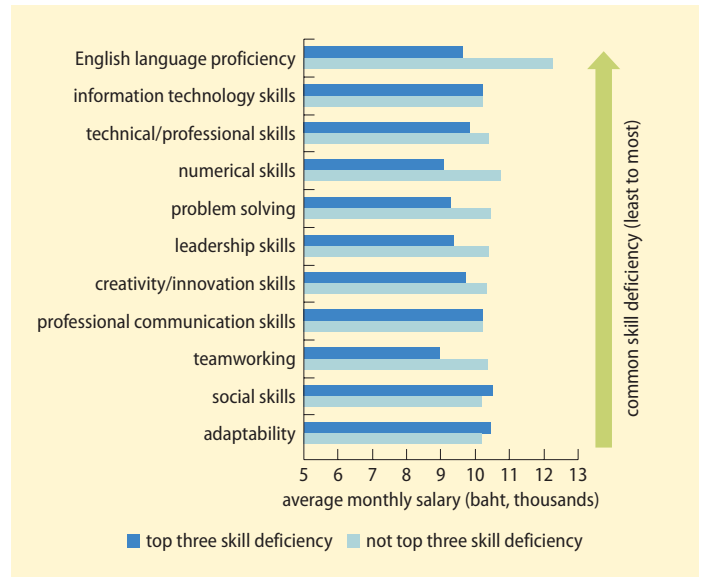 English language proficiency
information technology skills
technical/professional skills
numerical skills
problem solving
leadership skills
creativity/innovation skills
professional communication skills
teamworking
social skills
adaptability
common skill deficiency (least to most)
5 6 7 8 9 10 11 12 13
average monthly salary (baht, thousands)
top three skill deficiency not top three skill deficiency